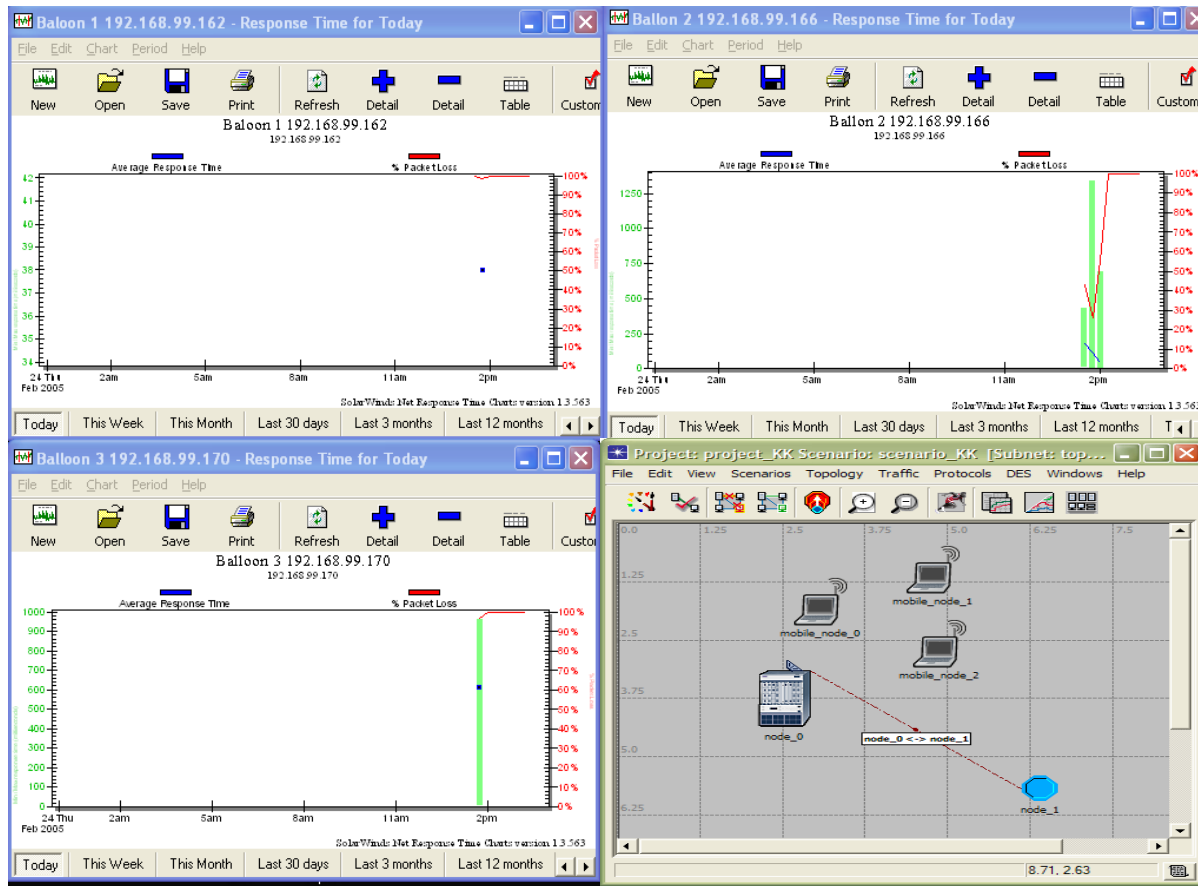 Baloon 1 192.168.99.162 - Response Time for Today
File Edit Chart Period Help
New Open Save Print Refresh Detail Detail Table Custom
Baloon 1 192.168.99.162
192.168.99.162
Average Response Time % Packet Loss
42
41
40
39
38
37
36
35
34
100%
90%
80%
70%
60%
50%
40%
30%
20%
10%
0%
24 Thu 2am 5am 8am 11am 2pm
Feb 2005
SolarWinds Net Response Time Charts version 1.3.563
Today This Week This Month Last 30 days Last 3 months Last 12 months
Ballon 2 192.168.99.166 - Response Time for Today
File Edit Chart Period Help
New Open Save Print Refresh Detail Detail Table Custom
Ballon 2 192.168.99.166
192.168.99.166
Average Response Time % Packet Loss
1250
1000
750
500
250
0
100%
90%
80%
70%
60%
50%
40%
30%
20%
10%
0%
24 Thu 2am 5am 8am 11am 2pm
Feb 2005
SolarWinds Net Response Time Charts version 1.3.563
Today This Week This Month Last 30 days Last 3 months Last 12 months T
Balloon 3 192.168.99.170 - Response Time for Today
File Edit Chart Period Help
New Open Save Print Refresh Detail Detail Table Custor
Balloon 3 192.168.99.170
192.168.99.170
Average Response Time % Packet Loss
1000
900
800
700
600
500
400
300
200
100
0
100%
90%
80%
70%
60%
50%
40%
30%
20%
10%
0%
24 Thu 2am 5am 8am 11am 2pm
Feb 2005
SolarWinds Net Response Time Charts version 1.3.563
Today This Week This Month Last 30 days Last 3 months Last 12 months
Project: project_KK Scenario: scenario_KK [Subnet: top...
File Edit View Scenarios Topology Traffic Protocols DES Windows Help
0.0 1.25 2.5 3.75 5.0 6.25 7.5
1.25
mobile_node_1
mobile_node_0
2.5
mobile_node_2
3.75
node_0
node_0 <-> node_1
5.0
node_1
6.25
8.71, 2.63